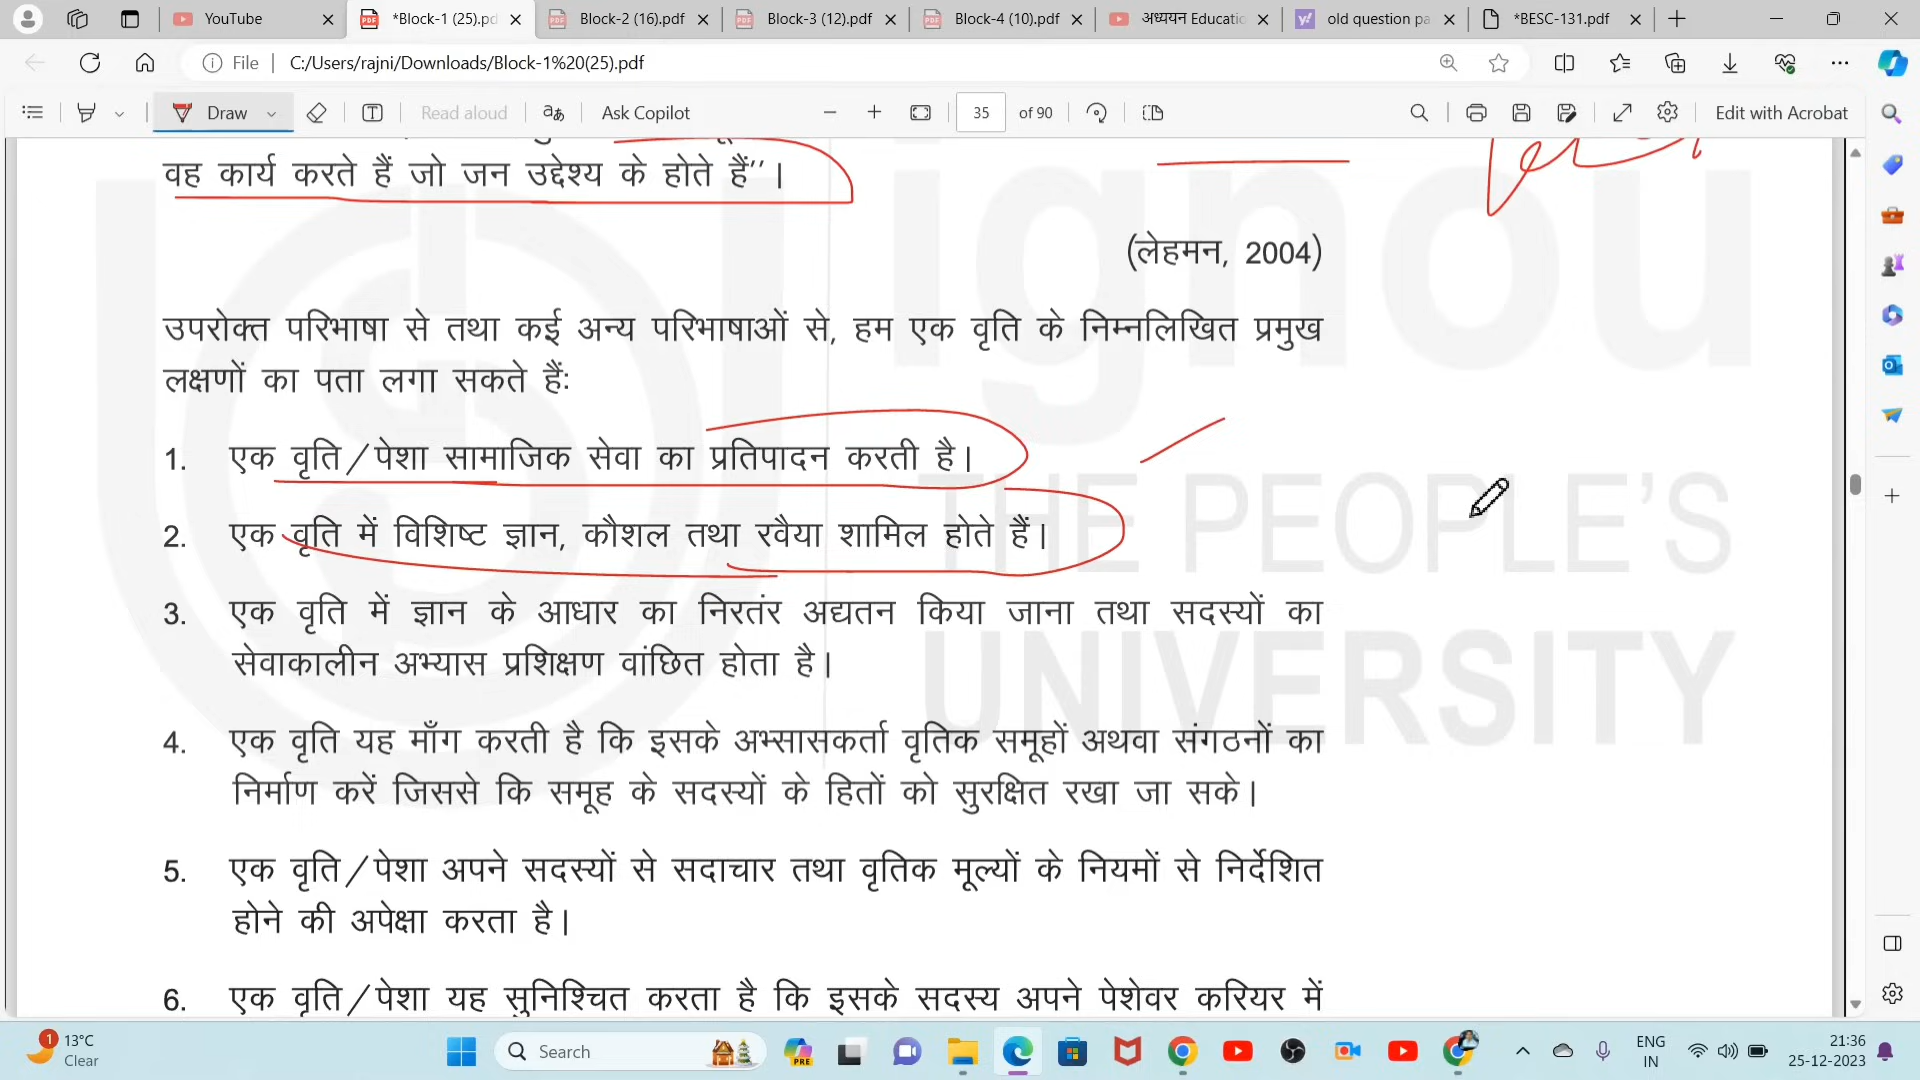 YouTube
*Block-1 (25).pd
Block-2 (16).pdf
Block-3 (12).pdf
Block-4 (10).pdf
अध्ययन Educatio
old question pa
*BESC-131.pdf
File
C:/Users/rajni/Downloads/Block-1%20(25).pdf
Draw
Read aloud
Ask Copilot
35 of 90
Edit with Acrobat
वह कार्य करते हैं जो जन उद्देश्य के होते हैं’’।
(लेहमन, 2004)
उपरोक्त परिभाषा से तथा कई अन्य परिभाषाओं से, हम एक वृति के निम्नलिखित प्रमुख
लक्षणों का पता लगा सकते हैंः
1. एक वृति/पेशा सामाजिक सेवा का प्रतिपादन करती है।
2. एक वृति में विशिष्ट ज्ञान, कौशल तथा रवैया शामिल होते हैं।
3. एक वृति में ज्ञान के आधार का निरतंर अद्यतन किया जाना तथा सदस्यों का
सेवाकालीन अभ्यास प्रशिक्षण वांछित होता है।
4. एक वृति यह माँग करती है कि इसके अभ्सासकर्ता वृतिक समूहों अथवा संगठनों का
निर्माण करें जिससे कि समूह के सदस्यों के हितों को सुरक्षित रखा जा सके।
5. एक वृति/पेशा अपने सदस्यों से सदाचार तथा वृतिक मूल्यों के नियमों से निर्देशित
होने की अपेक्षा करता है।
6. एक वृति/पेशा यह सुनिश्चित करता है कि इसके सदस्य अपने पेशेवर करियर में
ignou
THE PEOPLE'S
UNIVERSITY
1
13°C
Clear
Search
PRE
ENG
IN
21:36
25-12-2023